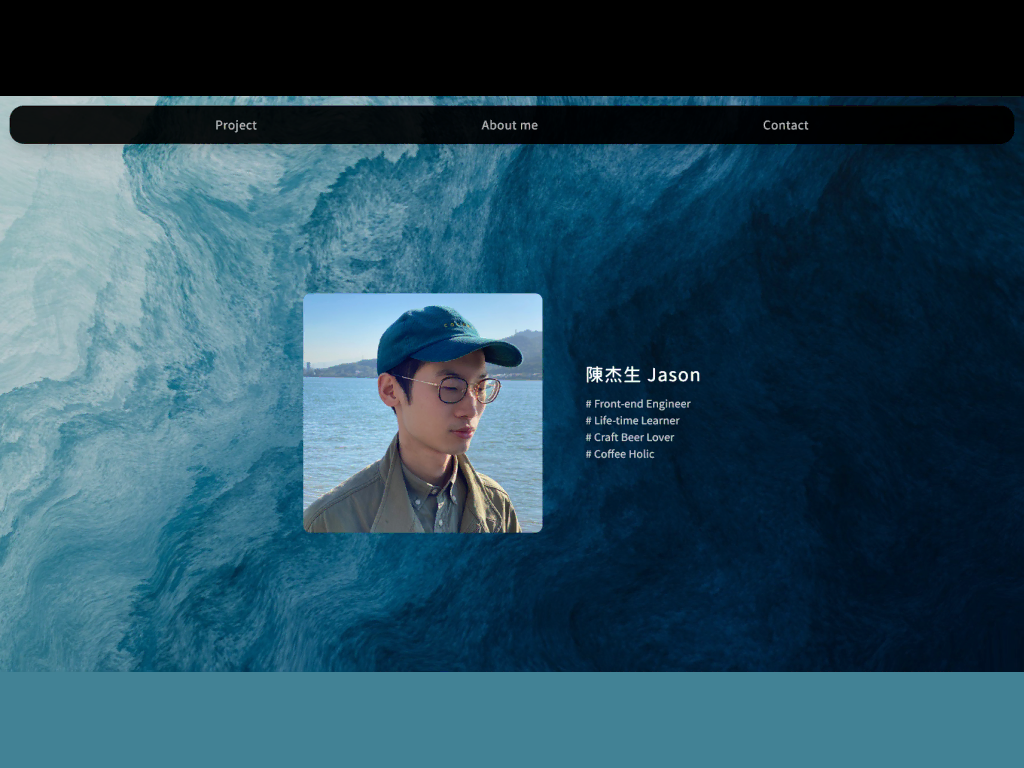 Project
About me
Contact
陳杰生 Jason
# Front-end Engineer
# Life-time Learner
# Craft Beer Lover
# Coffee Holic